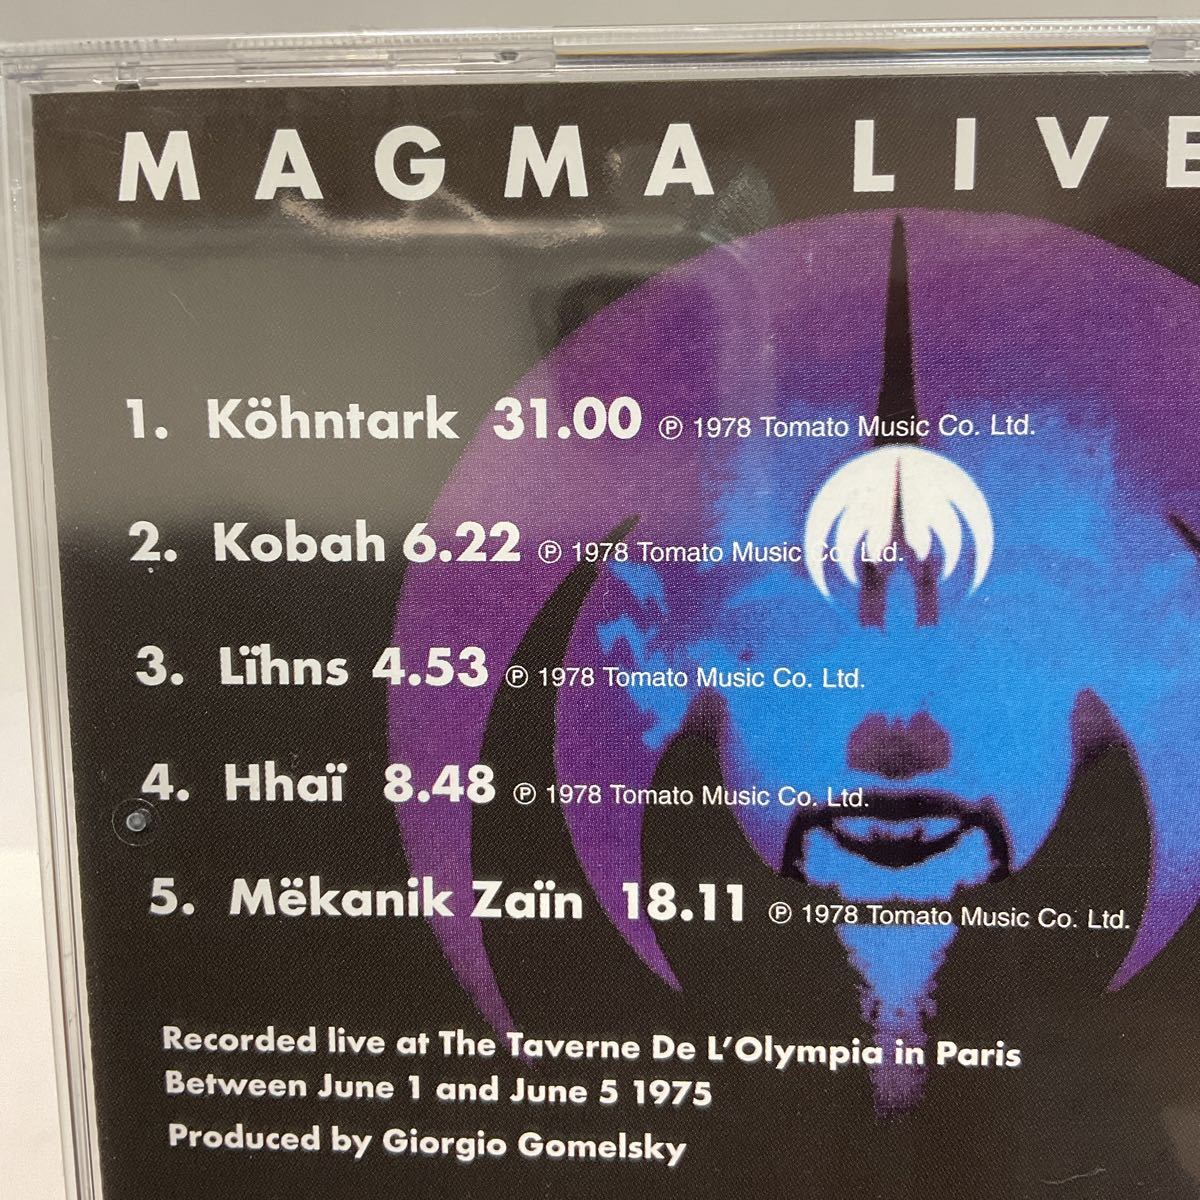 MAGMA LIVE
1. Köhntark 31.00 ℗ 1978 Tomato Music Co. Ltd.
2. Kobah 6.22 ℗ 1978 Tomato Music Co. Ltd.
3. Lïhns 4.53 ℗ 1978 Tomato Music Co. Ltd.
4. Hhaï 8.48 ℗ 1978 Tomato Music Co. Ltd.
5. Mëkanik Zaïn 18.11 ℗ 1978 Tomato Music Co. Ltd.
Recorded live at The Taverne De L'Olympia in Paris
Between June 1 and June 5 1975
Produced by Giorgio Gomelsky